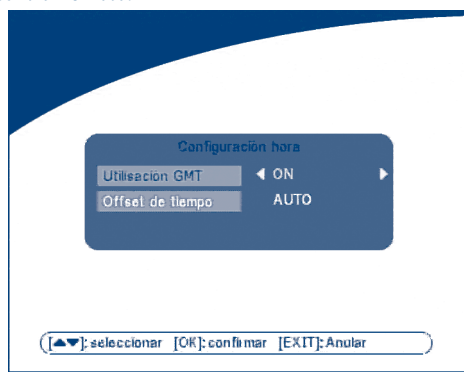 Configuración hora
Utilisacion GMT ◀ ON ▶
Offset de tiempo AUTO
[▲▼]: seleccionar [OK]: confirmar [EXIT]: Anular